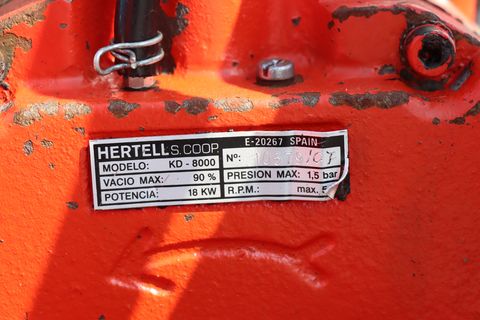 HERTELL S. COOP. E-20267 SPAIN
MODELO: KD - 8000 Nº:
VACIO MAX: 90 % PRESION MAX: 1,5 bar
POTENCIA: 18 KW R.P.M.: max.